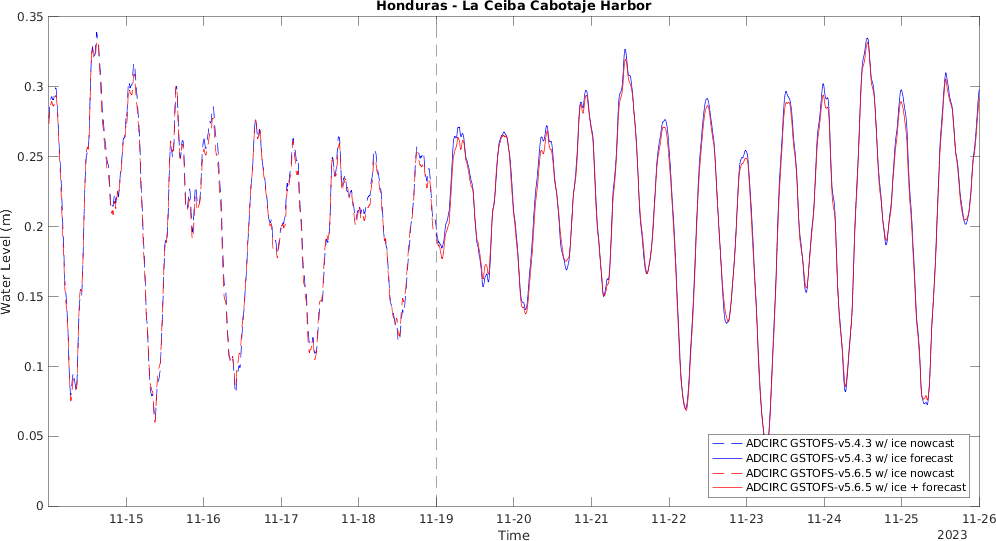 Honduras - La Ceiba Cabotaje Harbor
0.35
0.3
0.25
0.2
0.15
0.1
0.05
0
Water Level (m)
ADCIRC GSTOFS-v5.4.3 w/ ice nowcast
ADCIRC GSTOFS-v5.4.3 w/ ice forecast
ADCIRC GSTOFS-v5.6.5 w/ ice nowcast
ADCIRC GSTOFS-v5.6.5 w/ ice + forecast
11-15 11-16 11-17 11-18 11-19 11-20 11-21 11-22 11-23 11-24 11-25 11-26
Time
2023